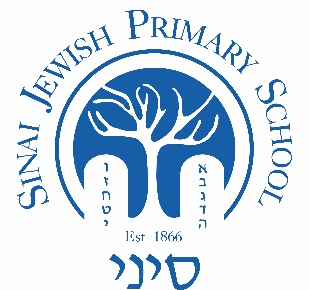 SINAI JEWISH PRIMARY SCHOOL
א
ב
ג
ד
ה
ו
ז
ח
ט
י
Est 1866
סיני